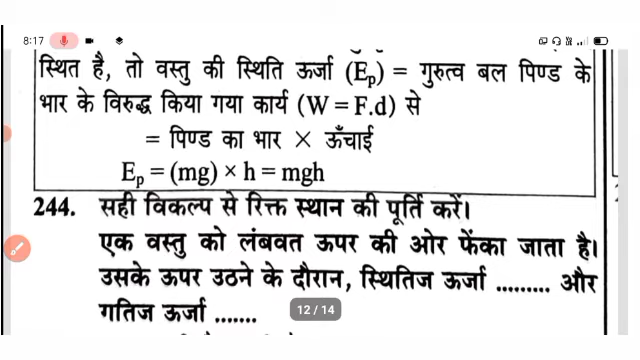 8:17
स्थित है, तो वस्तु की स्थिति ऊर्जा (Eₚ) = गुरुत्व बल पिण्ड के
भार के विरुद्ध किया गया कार्य (W = F.d) से
= पिण्ड का भार × ऊँचाई
Eₚ = (mg) × h = mgh
244. सही विकल्प से रिक्त स्थान की पूर्ति करें।
एक वस्तु को लंबवत ऊपर की ओर फेंका जाता है।
उसके ऊपर उठने के दौरान, स्थितिज ऊर्जा ......... और
गतिज ऊर्जा .......
12 / 14